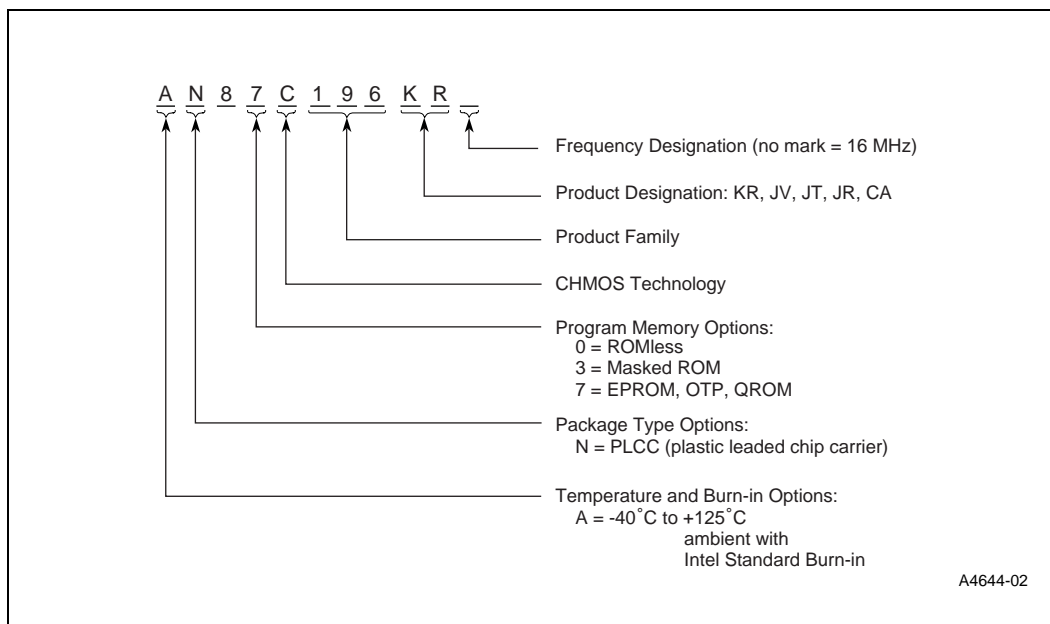 A N 8 7 C 1 9 6 K R _
Frequency Designation (no mark = 16 MHz)
Product Designation: KR, JV, JT, JR, CA
Product Family
CHMOS Technology
Program Memory Options:
0 = ROMless
3 = Masked ROM
7 = EPROM, OTP, QROM
Package Type Options:
N = PLCC (plastic leaded chip carrier)
Temperature and Burn-in Options:
A = -40˚C to +125˚C
ambient with
Intel Standard Burn-in
A4644-02